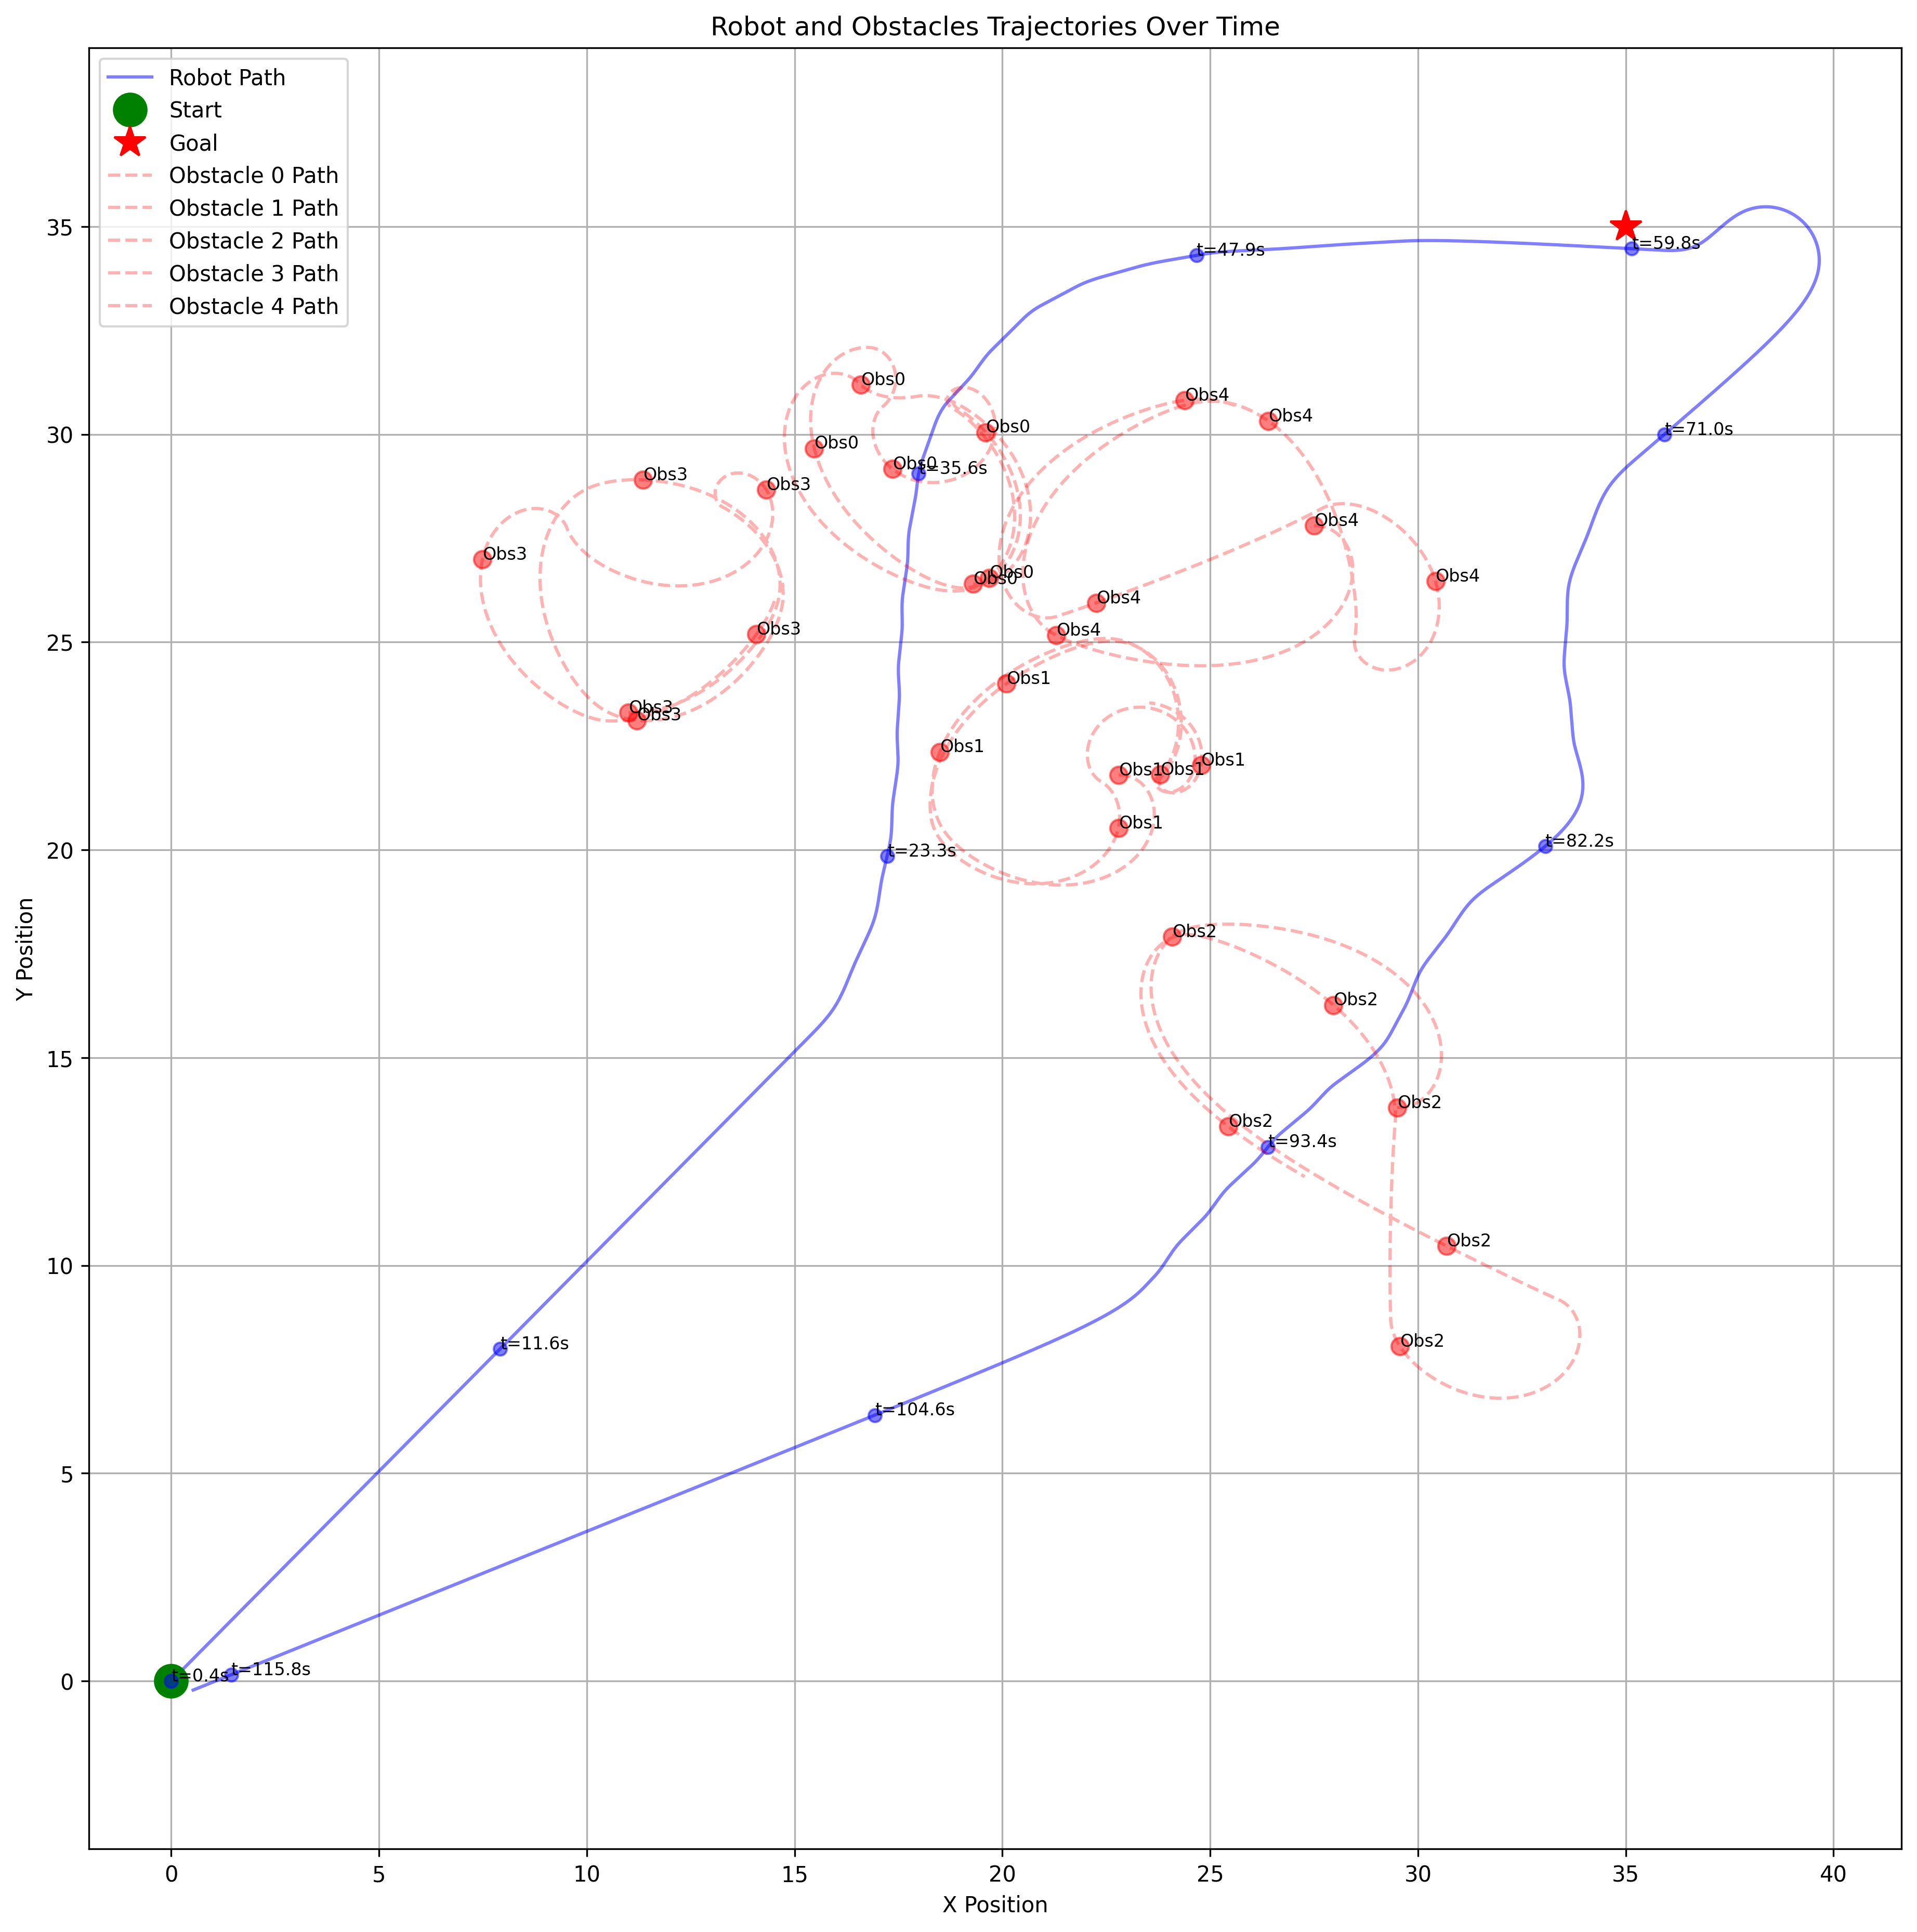 Robot and Obstacles Trajectories Over Time
Robot Path
Start
Goal
Obstacle 0 Path
Obstacle 1 Path
Obstacle 2 Path
Obstacle 3 Path
Obstacle 4 Path
Y Position
35
30
25
20
15
10
5
0
t=47.9s
t=59.8s
Obs0
Obs4
Obs4
Obs0
t=71.0s
Obs0
Obs0
t=35.6s
Obs3
Obs3
Obs4
Obs3
Obs0
Obs0
Obs4
Obs4
Obs3
Obs4
Obs1
Obs3
Obs3
Obs1
Obs1
Obs1
Obs1
Obs1
t=23.3s
t=82.2s
Obs2
Obs2
Obs2
Obs2
t=93.4s
Obs2
Obs2
t=11.6s
t=104.6s
t=0.4s
t=115.8s
0
5
10
15
20
25
30
35
40
X Position